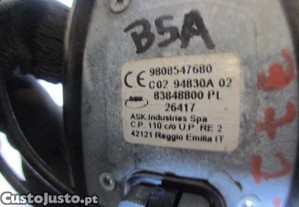 BSA
CE 9808547680
C02 94830A 02
83848800 PL
26417
ASK Industries Spa
C.P. 110 c/o U.P. RE 2
42121 Reggio Emilia IT
CustoJusto.pt